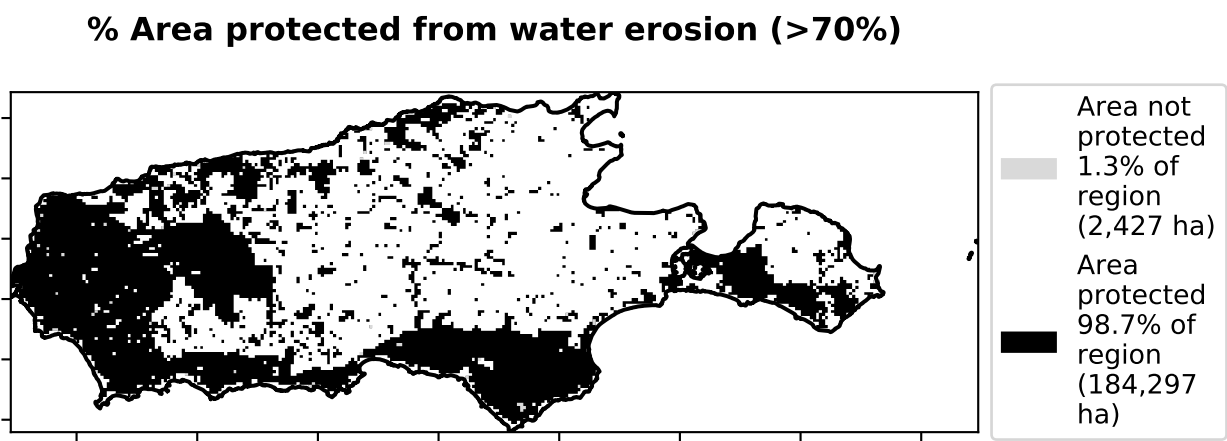 % Area protected from water erosion (>70%)
Area not
protected
1.3% of
region
(2,427 ha)
Area
protected
98.7% of
region
(184,297
ha)